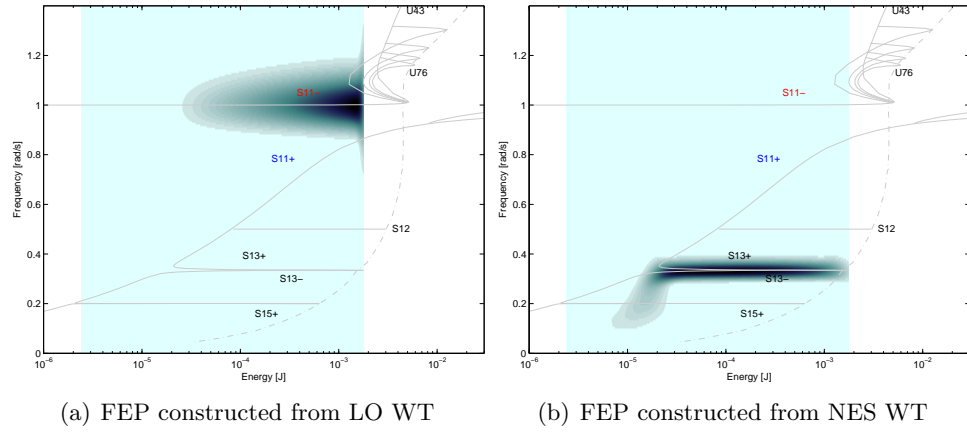 U43
U76
S11-
S11+
S12
S13+
S13-
S15+
Frequency [rad/s]
1.2
1
0.8
0.6
0.4
0.2
0
10^-6
10^-5
10^-4
10^-3
10^-2
Energy [J]
(a) FEP constructed from LO WT
U43
U76
S11-
S11+
S12
S13+
S13-
S15+
Frequency [rad/s]
1.2
1
0.8
0.6
0.4
0.2
0
10^-6
10^-5
10^-4
10^-3
10^-2
Energy [J]
(b) FEP constructed from NES WT